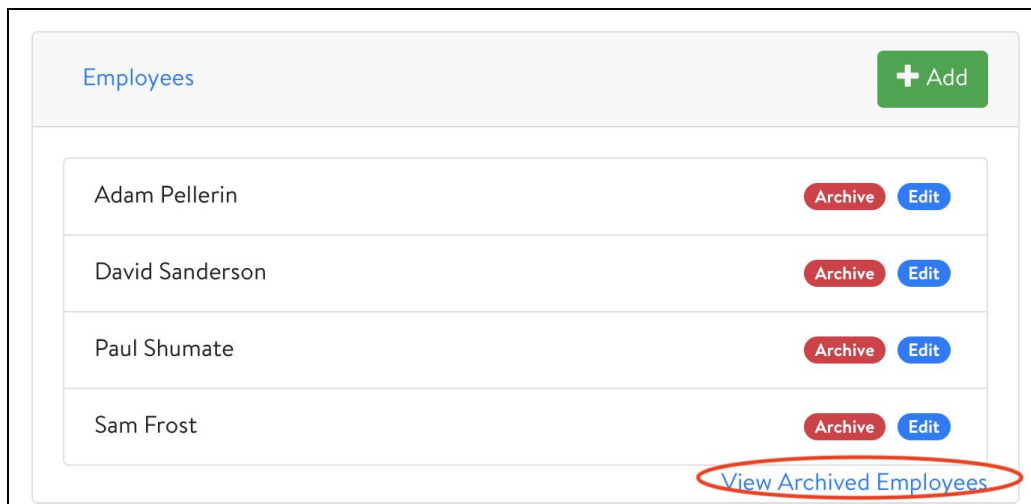 Employees + Add
Adam Pellerin Archive Edit
David Sanderson Archive Edit
Paul Shumate Archive Edit
Sam Frost Archive Edit
View Archived Employees